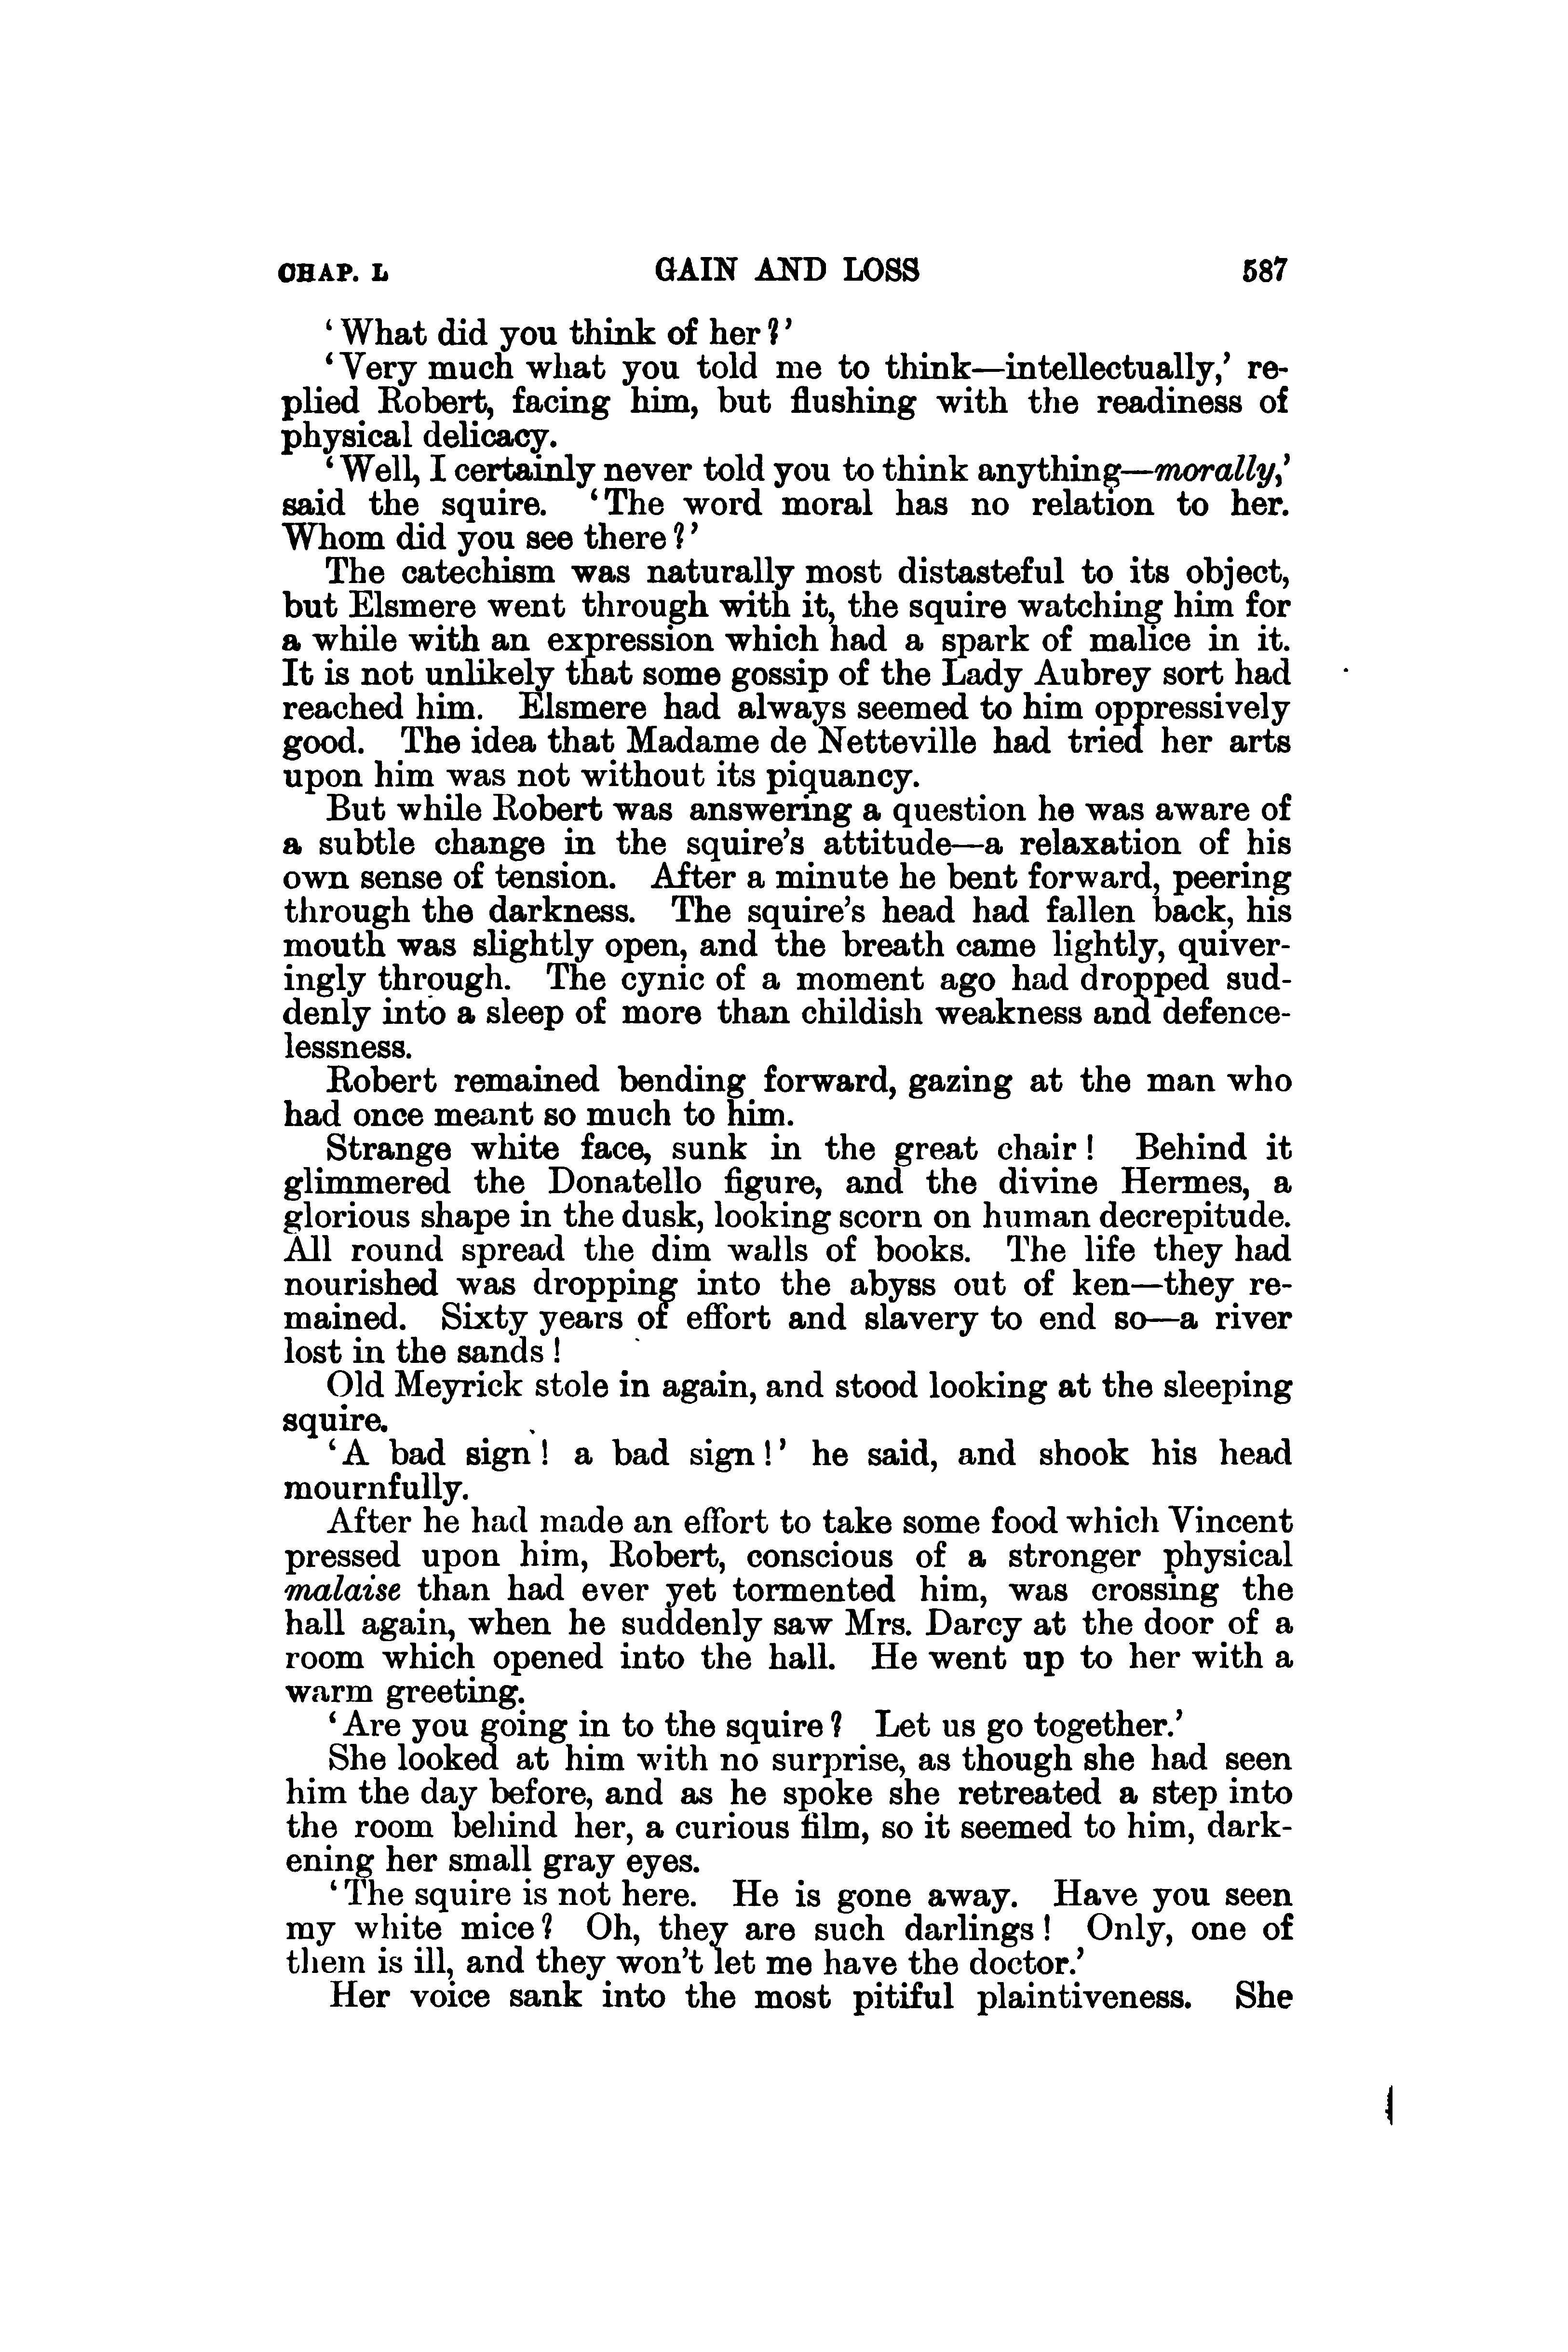 CHAP. L GAIN AND LOSS 587
‘What did you think of her?’
‘Very much what you told me to think—intellectually,’ re-
plied Robert, facing him, but flushing with the readiness of
physical delicacy.
‘Well, I certainly never told you to think anything—morally,’
said the squire. ‘The word moral has no relation to her.
Whom did you see there?’
The catechism was naturally most distasteful to its object,
but Elsmere went through with it, the squire watching him for
a while with an expression which had a spark of malice in it.
It is not unlikely that some gossip of the Lady Aubrey sort had
reached him. Elsmere had always seemed to him oppressively
good. The idea that Madame de Netteville had tried her arts
upon him was not without its piquancy.
But while Robert was answering a question he was aware of
a subtle change in the squire’s attitude—a relaxation of his
own sense of tension. After a minute he bent forward, peering
through the darkness. The squire’s head had fallen back, his
mouth was slightly open, and the breath came lightly, quiver-
ingly through. The cynic of a moment ago had dropped sud-
denly into a sleep of more than childish weakness and defence-
lessness.
Robert remained bending forward, gazing at the man who
had once meant so much to him.
Strange white face, sunk in the great chair! Behind it
glimmered the Donatello figure, and the divine Hermes, a
glorious shape in the dusk, looking scorn on human decrepitude.
All round spread the dim walls of books. The life they had
nourished was dropping into the abyss out of ken—they re-
mained. Sixty years of effort and slavery to end so—a river
lost in the sands!
Old Meyrick stole in again, and stood looking at the sleeping
squire.
‘A bad sign! a bad sign!’ he said, and shook his head
mournfully.
After he had made an effort to take some food which Vincent
pressed upon him, Robert, conscious of a stronger physical
malaise than had ever yet tormented him, was crossing the
hall again, when he suddenly saw Mrs. Darcy at the door of a
room which opened into the hall. He went up to her with a
warm greeting.
‘Are you going in to the squire? Let us go together.’
She looked at him with no surprise, as though she had seen
him the day before, and as he spoke she retreated a step into
the room behind her, a curious film, so it seemed to him, dark-
ening her small gray eyes.
‘The squire is not here. He is gone away. Have you seen
my white mice? Oh, they are such darlings! Only, one of
them is ill, and they won’t let me have the doctor.’
Her voice sank into the most pitiful plaintiveness. She